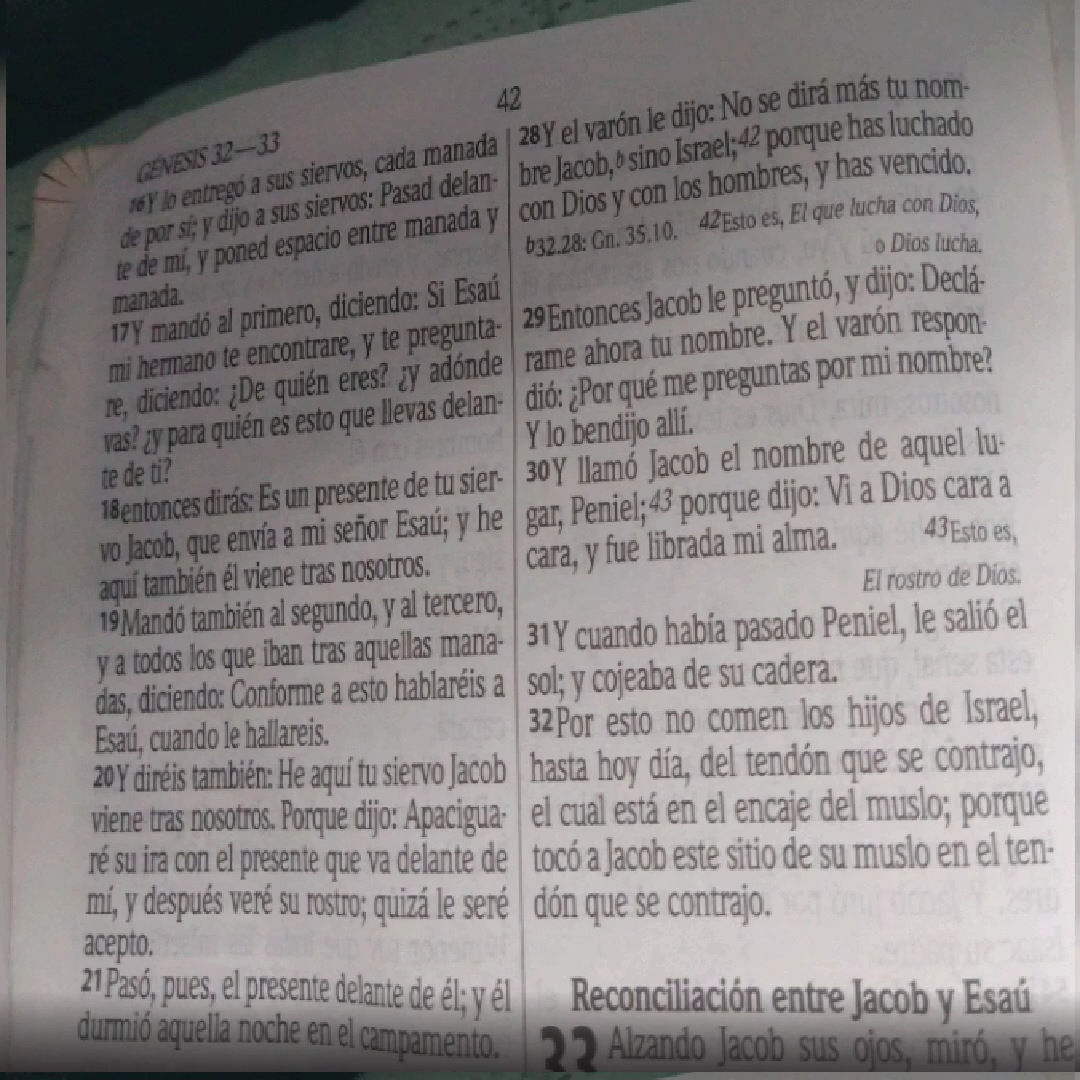 42
GÉNESIS 32—33
16Y lo entregó a sus siervos, cada manada
de por sí; y dijo a sus siervos: Pasad delan-
te de mí, y poned espacio entre manada y
manada.
17Y mandó al primero, diciendo: Si Esaú
mi hermano te encontrare, y te pregunta-
re, diciendo: ¿De quién eres? ¿y adónde
vas? ¿y para quién es esto que llevas delan-
te de ti?
18entonces dirás: Es un presente de tu sier-
vo Jacob, que envía a mi señor Esaú; y he
aquí también él viene tras nosotros.
19Mandó también al segundo, y al tercero,
y a todos los que iban tras aquellas mana-
das, diciendo: Conforme a esto hablaréis a
Esaú, cuando le hallareis.
20Y diréis también: He aquí tu siervo Jacob
viene tras nosotros. Porque dijo: Apacigua-
ré su ira con el presente que va delante de
mí, y después veré su rostro; quizá le seré
acepto.
21Pasó, pues, el presente delante de él; y él
durmió aquella noche en el campamento.
28Y el varón le dijo: No se dirá más tu nom-
bre Jacob,b sino Israel;42 porque has luchado
con Dios y con los hombres, y has vencido.
b32.28: Gn. 35.10. 42Esto es, El que lucha con Dios,
o Dios lucha.
29Entonces Jacob le preguntó, y dijo: Declá-
rame ahora tu nombre. Y el varón respon-
dió: ¿Por qué me preguntas por mi nombre?
Y lo bendijo allí.
30Y llamó Jacob el nombre de aquel lu-
gar, Peniel;43 porque dijo: Vi a Dios cara a
cara, y fue librada mi alma. 43Esto es,
El rostro de Dios.
31Y cuando había pasado Peniel, le salió el
sol; y cojeaba de su cadera.
32Por esto no comen los hijos de Israel,
hasta hoy día, del tendón que se contrajo,
el cual está en el encaje del muslo; porque
tocó a Jacob este sitio de su muslo en el ten-
dón que se contrajo.
Reconciliación entre Jacob y Esaú
33 Alzando Jacob sus ojos, miró, y he